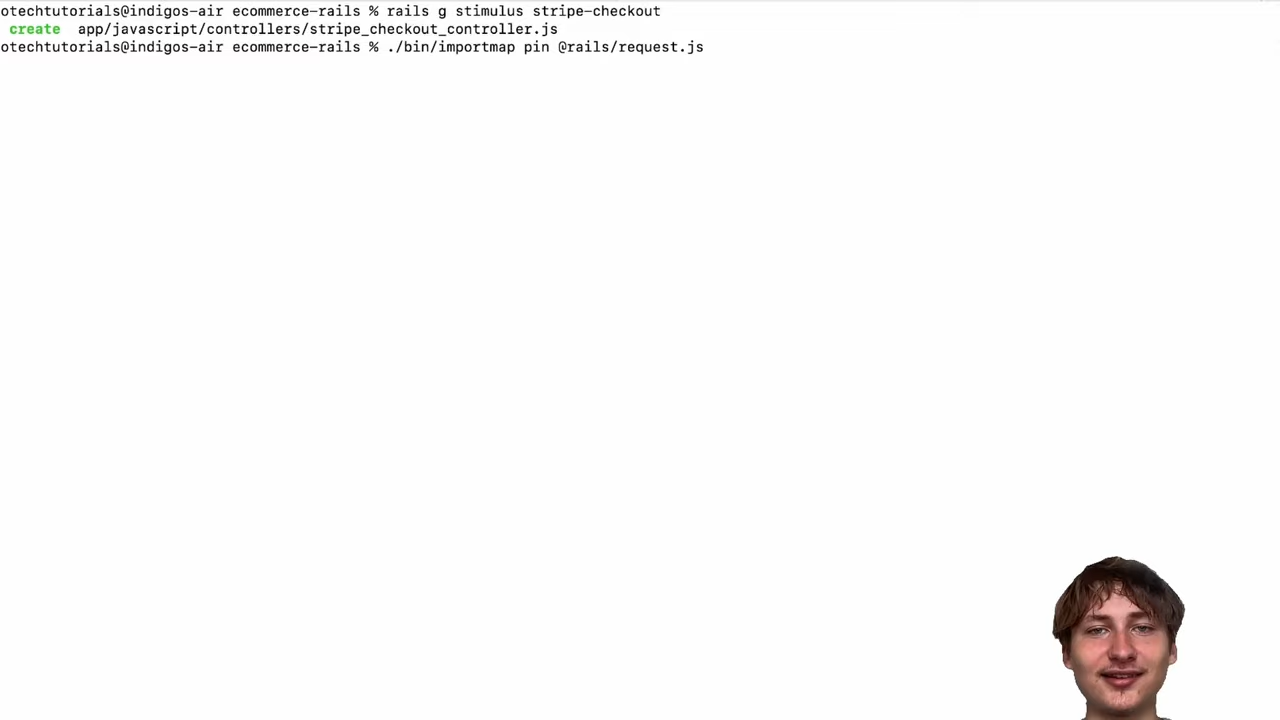 otechtutorials@indigos-air ecommerce-rails % rails g stimulus stripe-checkout
create app/javascript/controllers/stripe_checkout_controller.js
otechtutorials@indigos-air ecommerce-rails % ./bin/importmap pin @rails/request.js